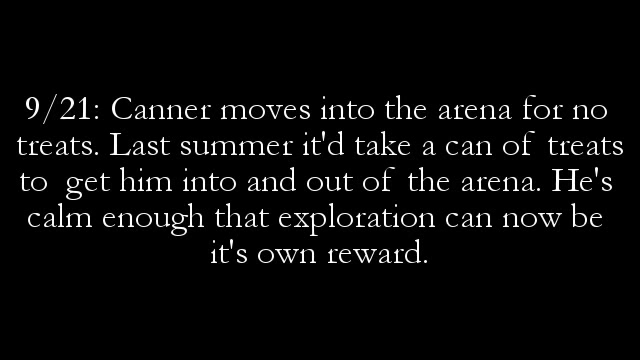 9/21: Canner moves into the arena for no
treats. Last summer it'd take a can of treats
to get him into and out of the arena. He's
calm enough that exploration can now be
it's own reward.